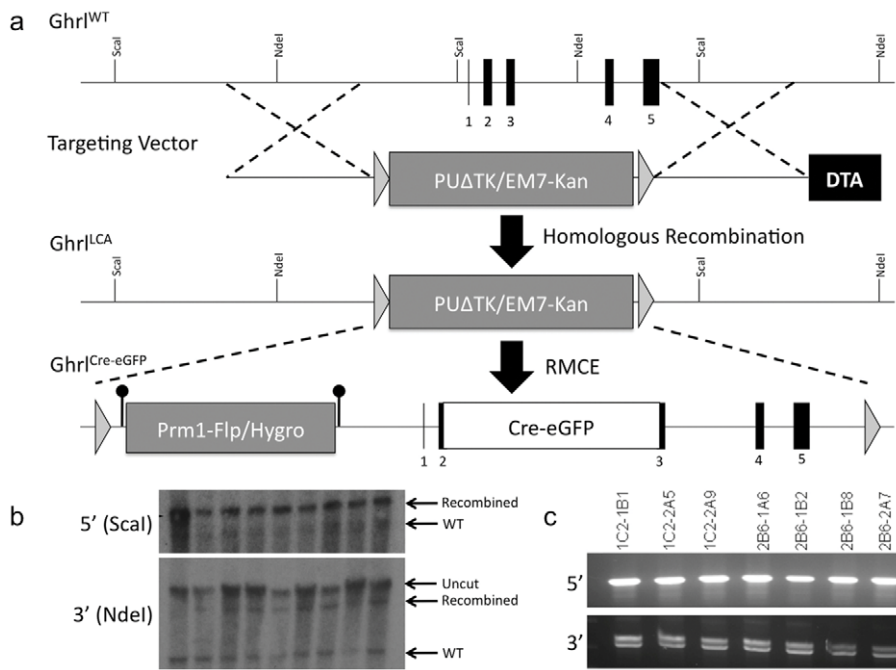 a
Ghrl^WT
ScaI
NdeI
ScaI
NdeI
ScaI
NdeI
1 2 3 4 5
Targeting Vector
PUΔTK/EM7-Kan
DTA
Homologous Recombination
Ghrl^LCA
ScaI
NdeI
PUΔTK/EM7-Kan
ScaI
NdeI
RMCE
Ghrl^Cre-eGFP
Prm1-Flp/Hygro
Cre-eGFP
1 2 3 4 5
b
5’ (ScaI)
Recombined
WT
3’ (NdeI)
Uncut
Recombined
WT
c
1C2-1B1
1C2-2A5
1C2-2A9
2B6-1A6
2B6-1B2
2B6-1B8
2B6-2A7
5’
3’